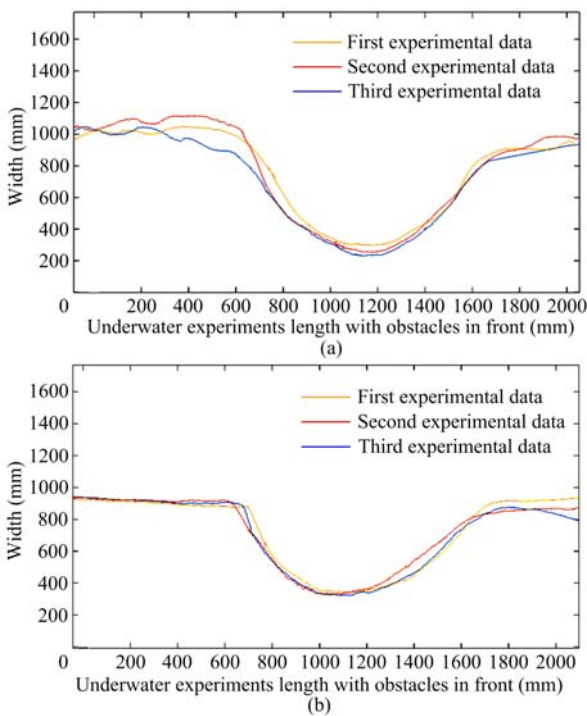 1600
1400
1200
1000
800
600
400
200
Width (mm)
First experimental data
Second experimental data
Third experimental data
0 200 400 600 800 1000 1200 1400 1600 1800 2000
Underwater experiments length with obstacles in front (mm)
(a)
1600
1400
1200
1000
800
600
400
200
0
Width (mm)
First experimental data
Second experimental data
Third experimental data
0 200 400 600 800 1000 1200 1400 1600 1800 2000
Underwater experiments length with obstacles in front (mm)
(b)